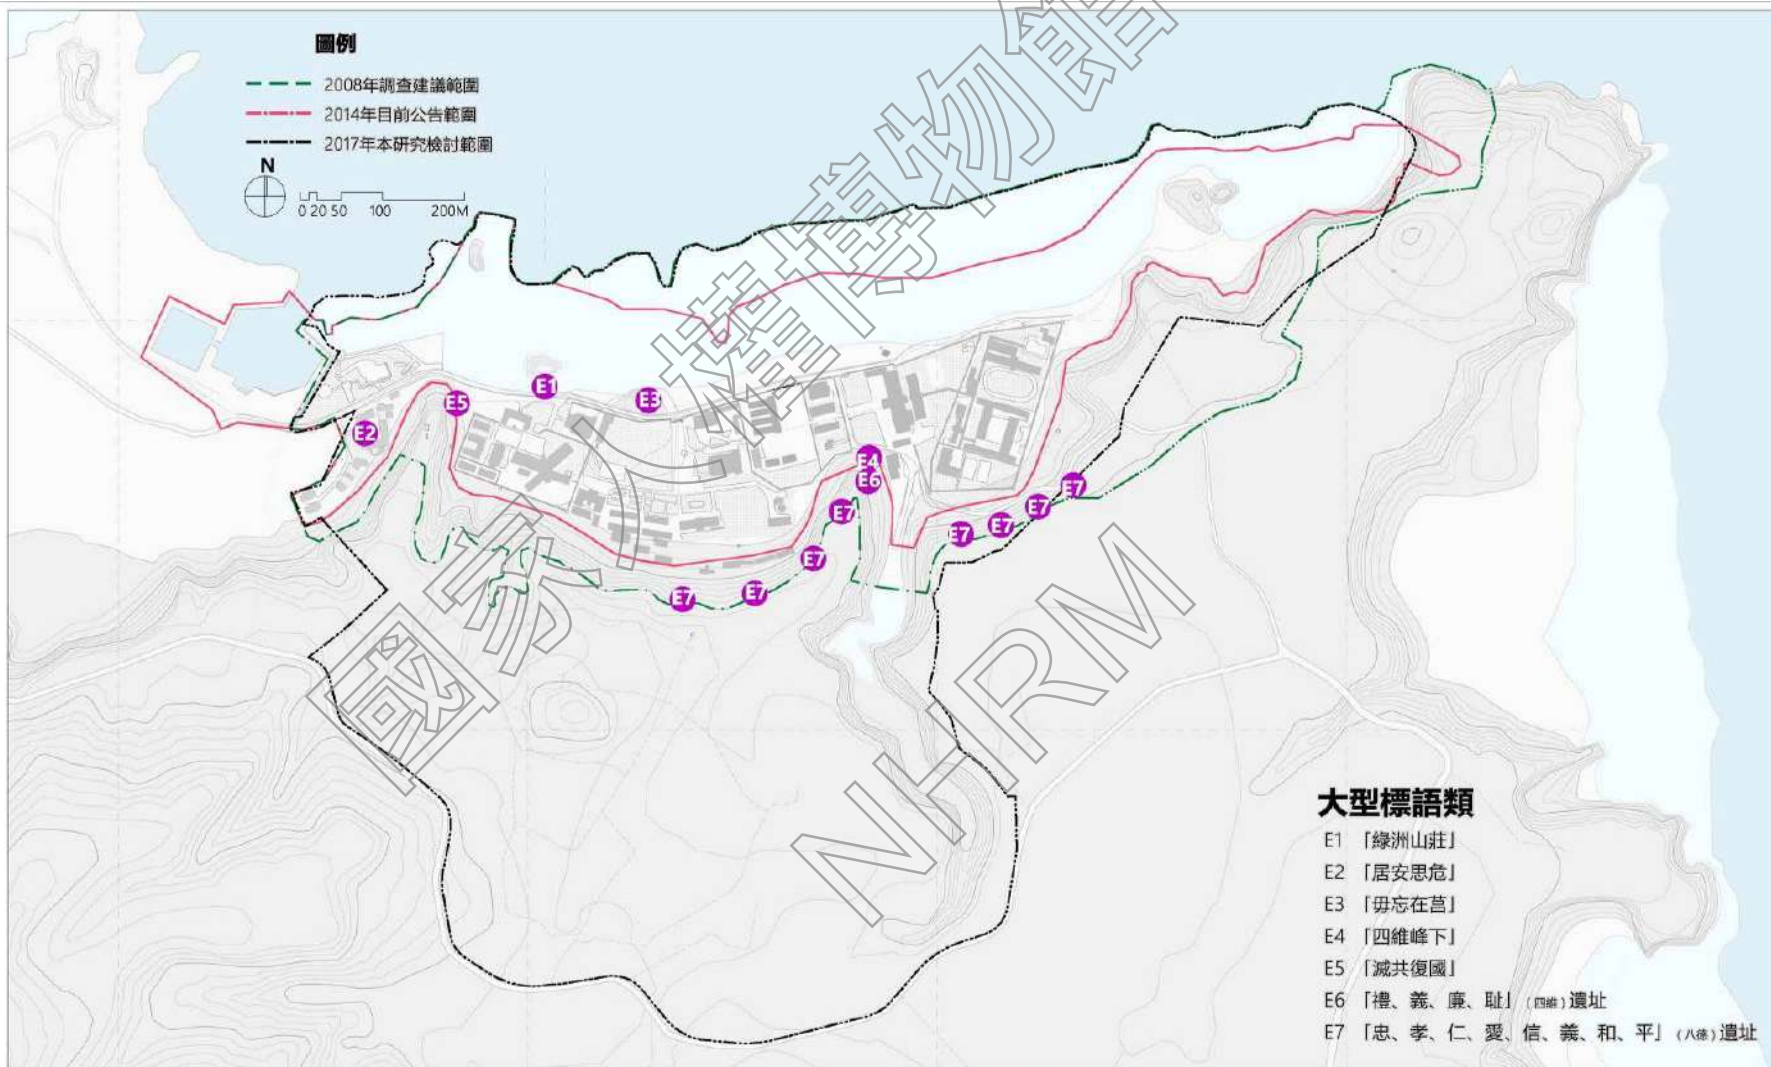 圖例
2008年調查建議範圍
2014年目前公告範圍
2017年本研究檢討範圍
N
0 20 50 100 200M
國家人權博物館
NHRM
E1
E3
E5
E2
E4
E6
E7
E7
E7
E7
E7
E7
E7
E7
大型標語類
E1 「綠洲山莊」
E2 「居安思危」
E3 「毋忘在莒」
E4 「四維峰下」
E5 「滅共復國」
E6 「禮、義、廉、恥」(四維)遺址
E7 「忠、孝、仁、愛、信、義、和、平」(八德)遺址